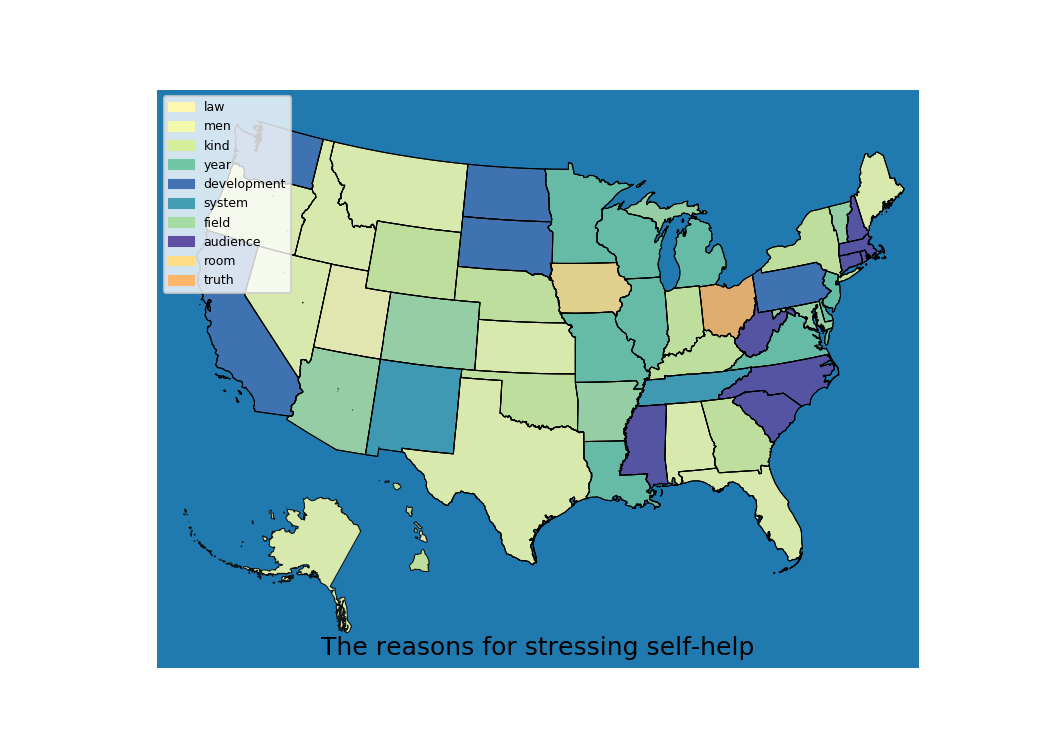 law
men
kind
year
development
system
field
audience
room
truth
The reasons for stressing self-help